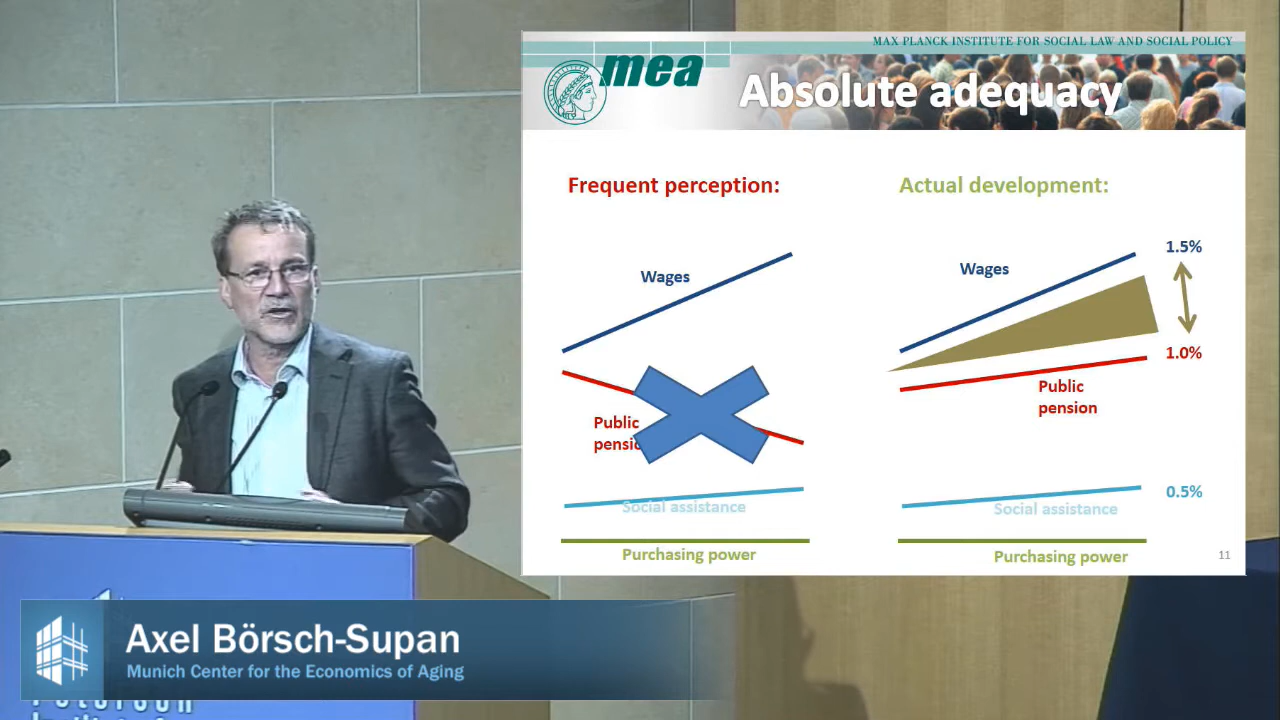 MAX PLANCK INSTITUTE FOR SOCIAL LAW AND SOCIAL POLICY
mea
Absolute adequacy
Frequent perception:
Wages
Public
Social assistance
Purchasing power
Actual development:
1.5%
Wages
1.0%
Public
pension
0.5%
Social assistance
Purchasing power
11
Axel Börsch-Supan
Munich Center for the Economics of Aging